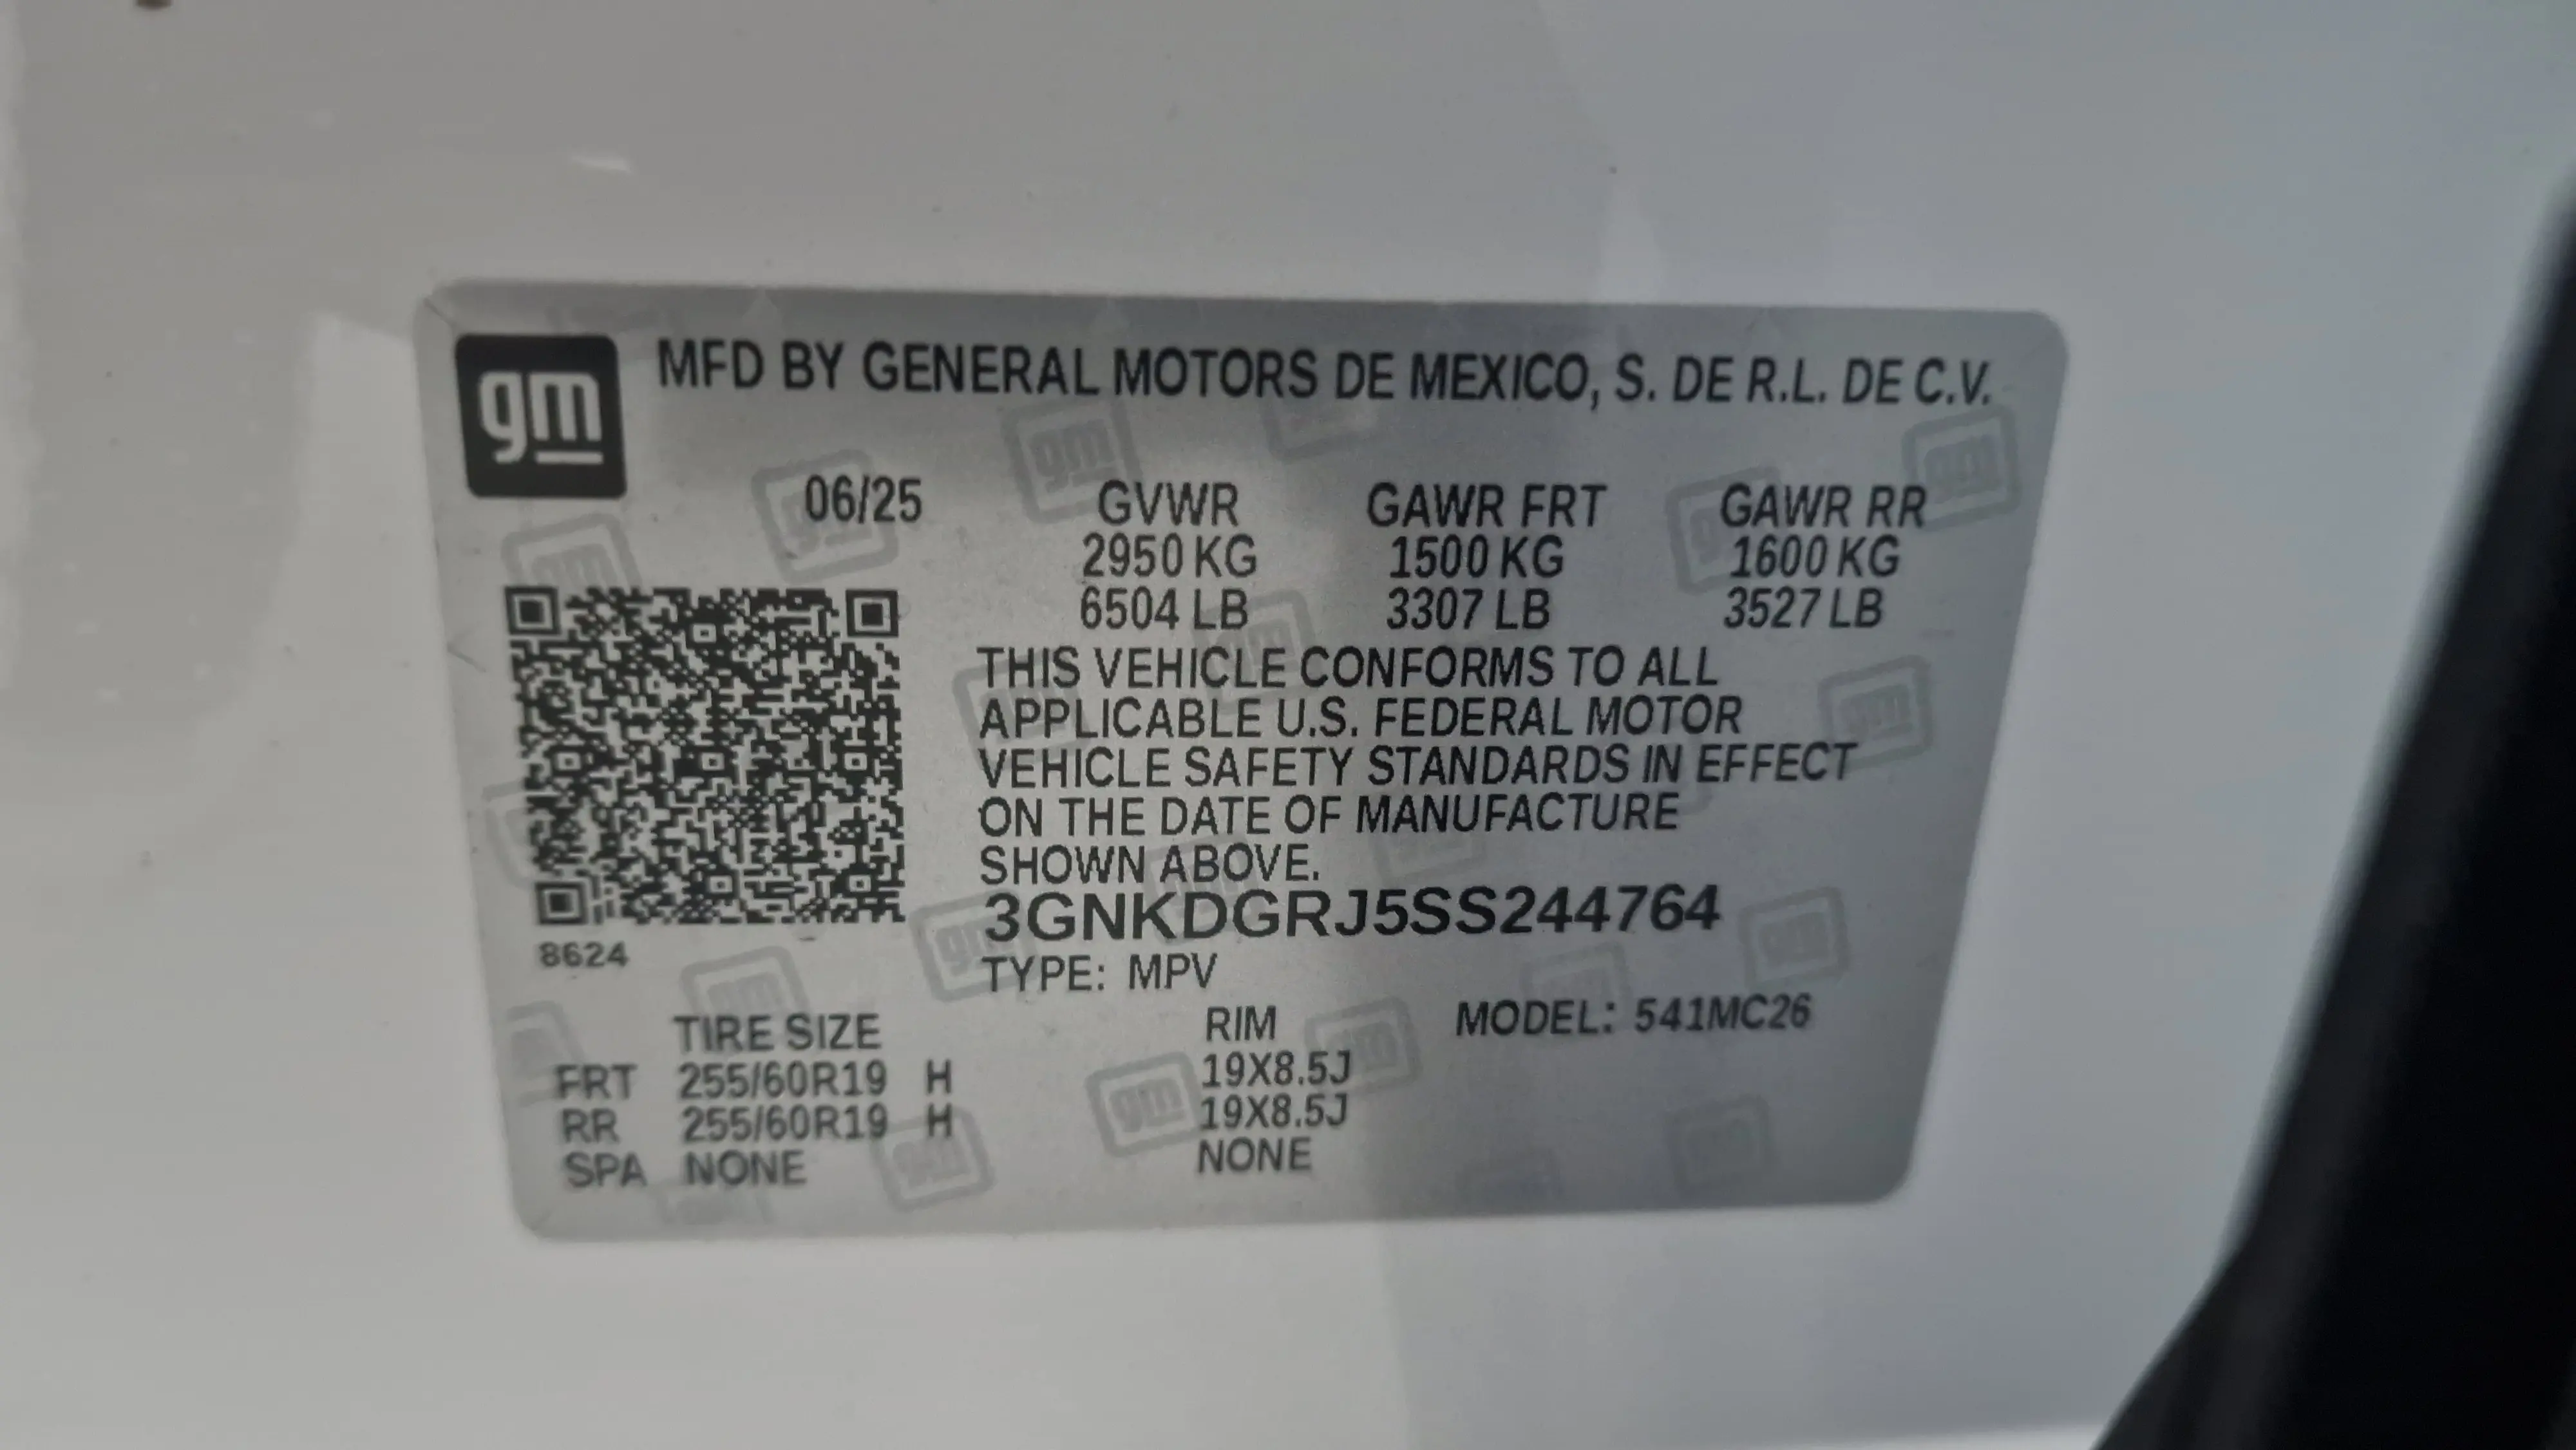 gm
MFD BY GENERAL MOTORS DE MEXICO, S. DE R.L. DE C.V.
06/25 GVWR GAWR FRT GAWR RR
2950 KG 1500 KG 1600 KG
6504 LB 3307 LB 3527 LB
THIS VEHICLE CONFORMS TO ALL
APPLICABLE U.S. FEDERAL MOTOR
VEHICLE SAFETY STANDARDS IN EFFECT
ON THE DATE OF MANUFACTURE
SHOWN ABOVE.
3GNKDGRJ5SS244764
8624
TYPE: MPV
TIRE SIZE RIM MODEL: 541MC26
FRT 255/60R19 H 19X8.5J
RR 255/60R19 H 19X8.5J
SPA NONE NONE